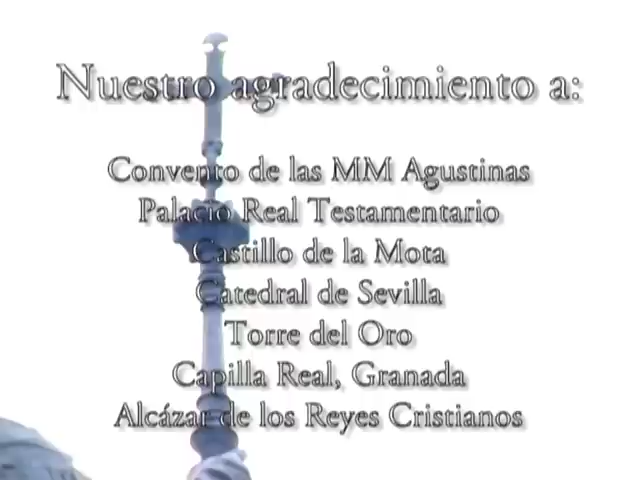 Nuestro agradecimiento a:
Convento de las MM Agustinas
Palacio Real Testamentario
Castillo de la Mota
Catedral de Sevilla
Torre del Oro
Capilla Real, Granada
Alcázar de los Reyes Cristianos